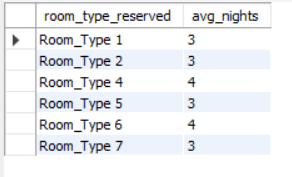 room_type_reserved avg_nights
Room_Type 1 3
Room_Type 2 3
Room_Type 4 4
Room_Type 5 3
Room_Type 6 4
Room_Type 7 3